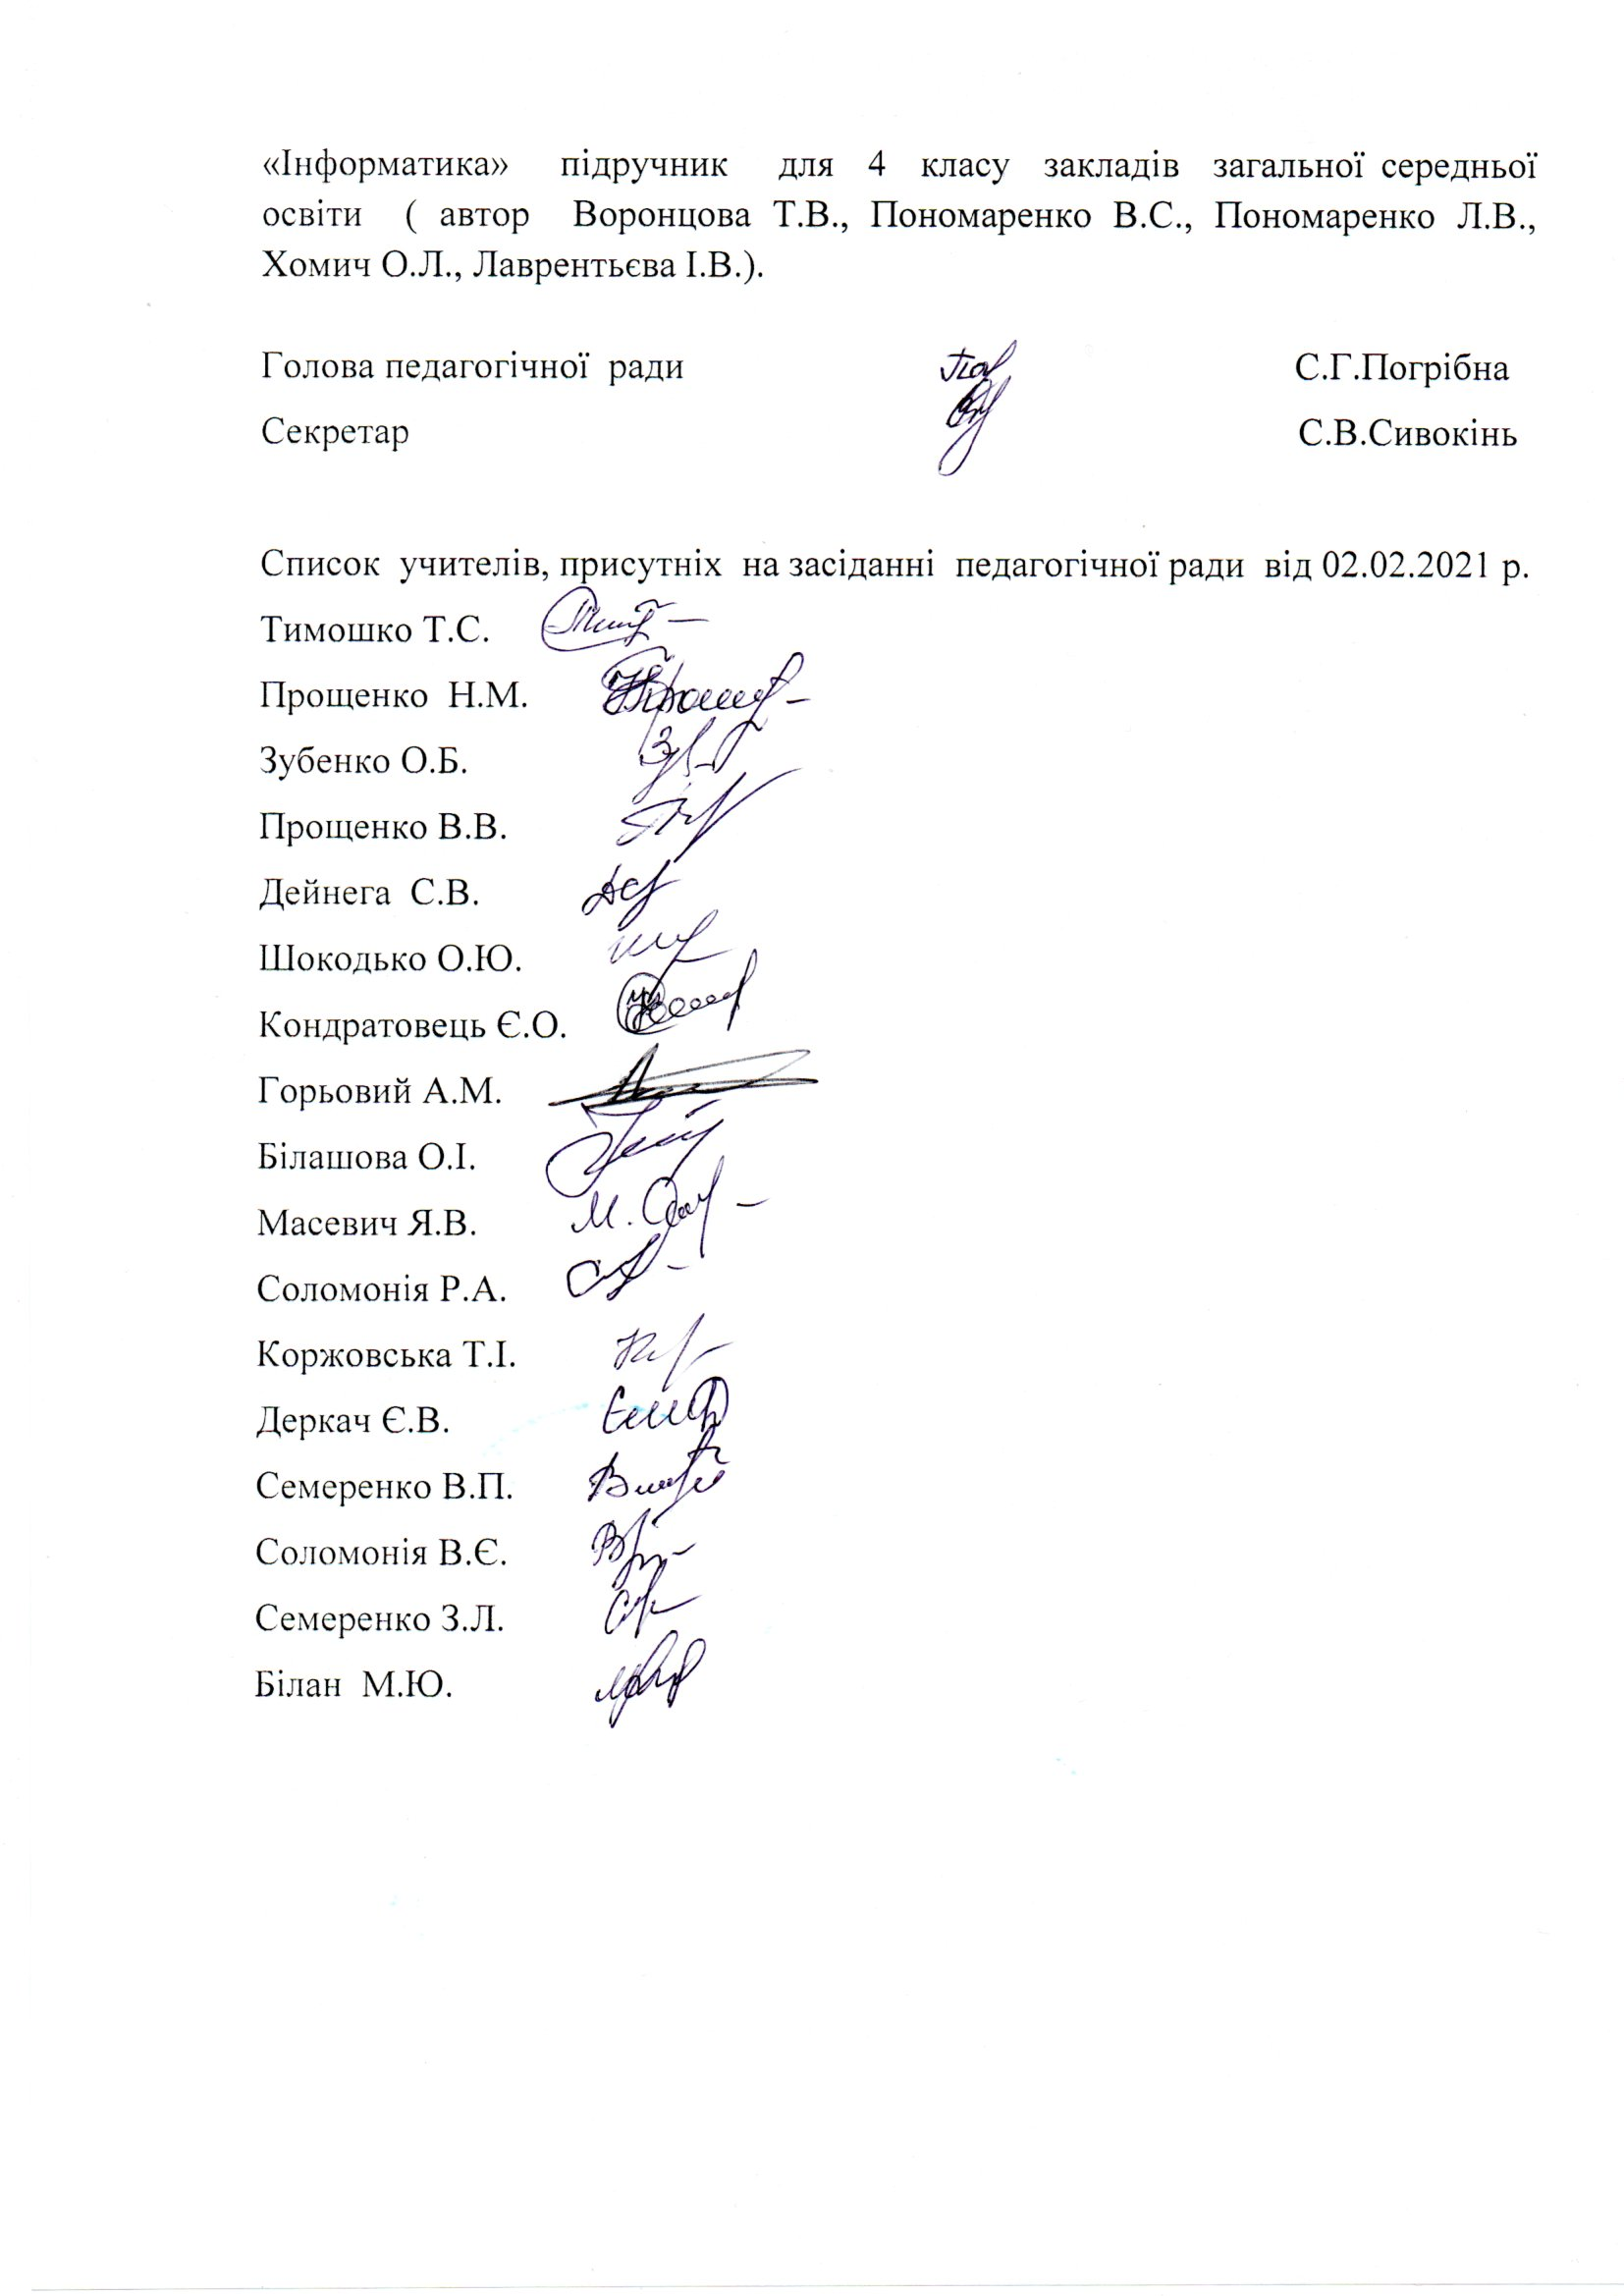 «Інформатика» підручник для 4 класу закладів загальної середньої
освіти ( автор Воронцова Т.В., Пономаренко В.С., Пономаренко Л.В.,
Хомич О.Л., Лаврентьєва І.В.).
Голова педагогічної ради С.Г.Погрібна
Секретар С.В.Сивокінь
Список учителів, присутніх на засіданні педагогічної ради від 02.02.2021 р.
Тимошко Т.С.
Прощенко Н.М.
Зубенко О.Б.
Прощенко В.В.
Дейнега С.В.
Шокодько О.Ю.
Кондратовець Є.О.
Горьовий А.М.
Білашова О.І.
Масевич Я.В.
Соломонія Р.А.
Коржовська Т.І.
Деркач Є.В.
Семеренко В.П.
Соломонія В.Є.
Семеренко З.Л.
Білан М.Ю.